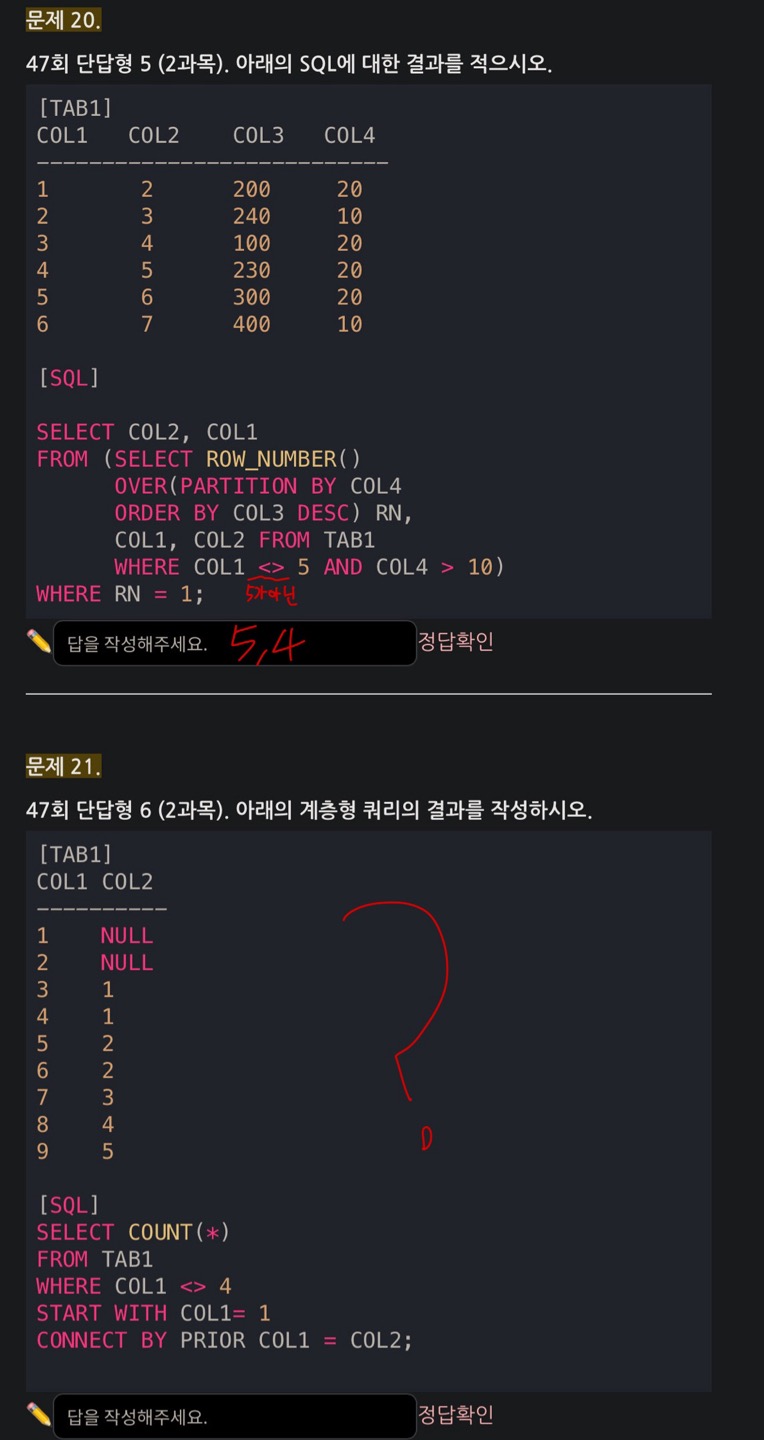 문제 20.
47회 단답형 5 (2과목). 아래의 SQL에 대한 결과를 적으시오.
[TAB1]
COL1 COL2 COL3 COL4
---------------------------
1 2 200 20
2 3 240 10
3 4 100 20
4 5 230 20
5 6 300 20
6 7 400 10
[SQL]
SELECT COL2, COL1
FROM (SELECT ROW_NUMBER()
OVER(PARTITION BY COL4
ORDER BY COL3 DESC) RN,
COL1, COL2 FROM TAB1
WHERE COL1 <> 5 AND COL4 > 10)
WHERE RN = 1;
5가아닌
답을 작성해주세요. 5,4 정답확인
문제 21.
47회 단답형 6 (2과목). 아래의 계층형 쿼리의 결과를 작성하시오.
[TAB1]
COL1 COL2
----------
1 NULL
2 NULL
3 1
4 1
5 2
6 2
7 3
8 4
9 5
?
[SQL]
SELECT COUNT(*)
FROM TAB1
WHERE COL1 <> 4
START WITH COL1= 1
CONNECT BY PRIOR COL1 = COL2;
답을 작성해주세요. 정답확인